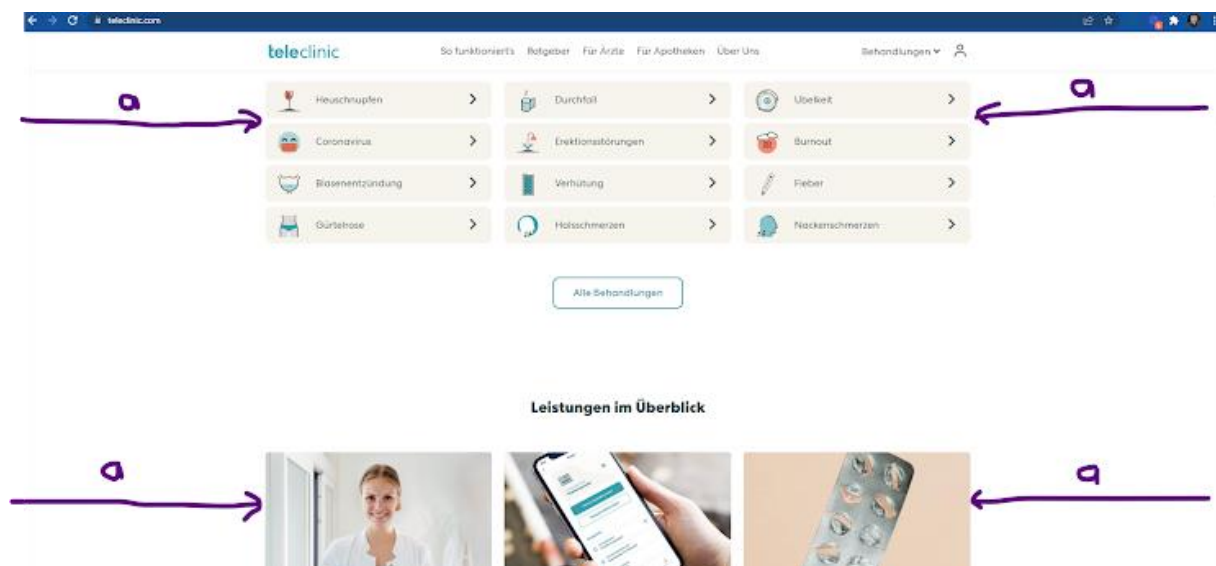 teleclinic.com
teleclinic So funktioniert's Ratgeber Für Ärzte Für Apotheken Über Uns Behandlungen
a a
Heuschnupfen Durchfall Übelkeit
Coronavirus Erektionsstörungen Burnout
Blasenentzündung Verhütung Fieber
Gürtelrose Halsschmerzen Nackenschmerzen
Alle Behandlungen
Leistungen im Überblick
a a